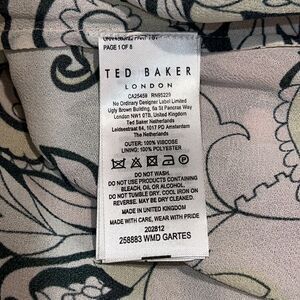 PAGE 1 OF 8
TED BAKER
LONDON
CA25459 RN95229
No Ordinary Designer Label Limited
Ugly Brown Building, 6a St Pancras Way
London NW1 0TB, United Kingdom
Ted Baker Netherlands
Leidsestraat 64, 1017 PD Amsterdam
The Netherlands
OUTER: 100% VISCOSE
LINING: 100% POLYESTER
DO NOT WASH.
DO NOT USE PRODUCTS CONTAINING
BLEACH, OIL OR ALCOHOL.
DO NOT TUMBLE DRY. COOL IRON ON
REVERSE. MAY BE DRY CLEANED.
MADE IN UNITED KINGDOM
MADE WITH CARE, WEAR WITH PRIDE
202812
258883 WMD GARTES